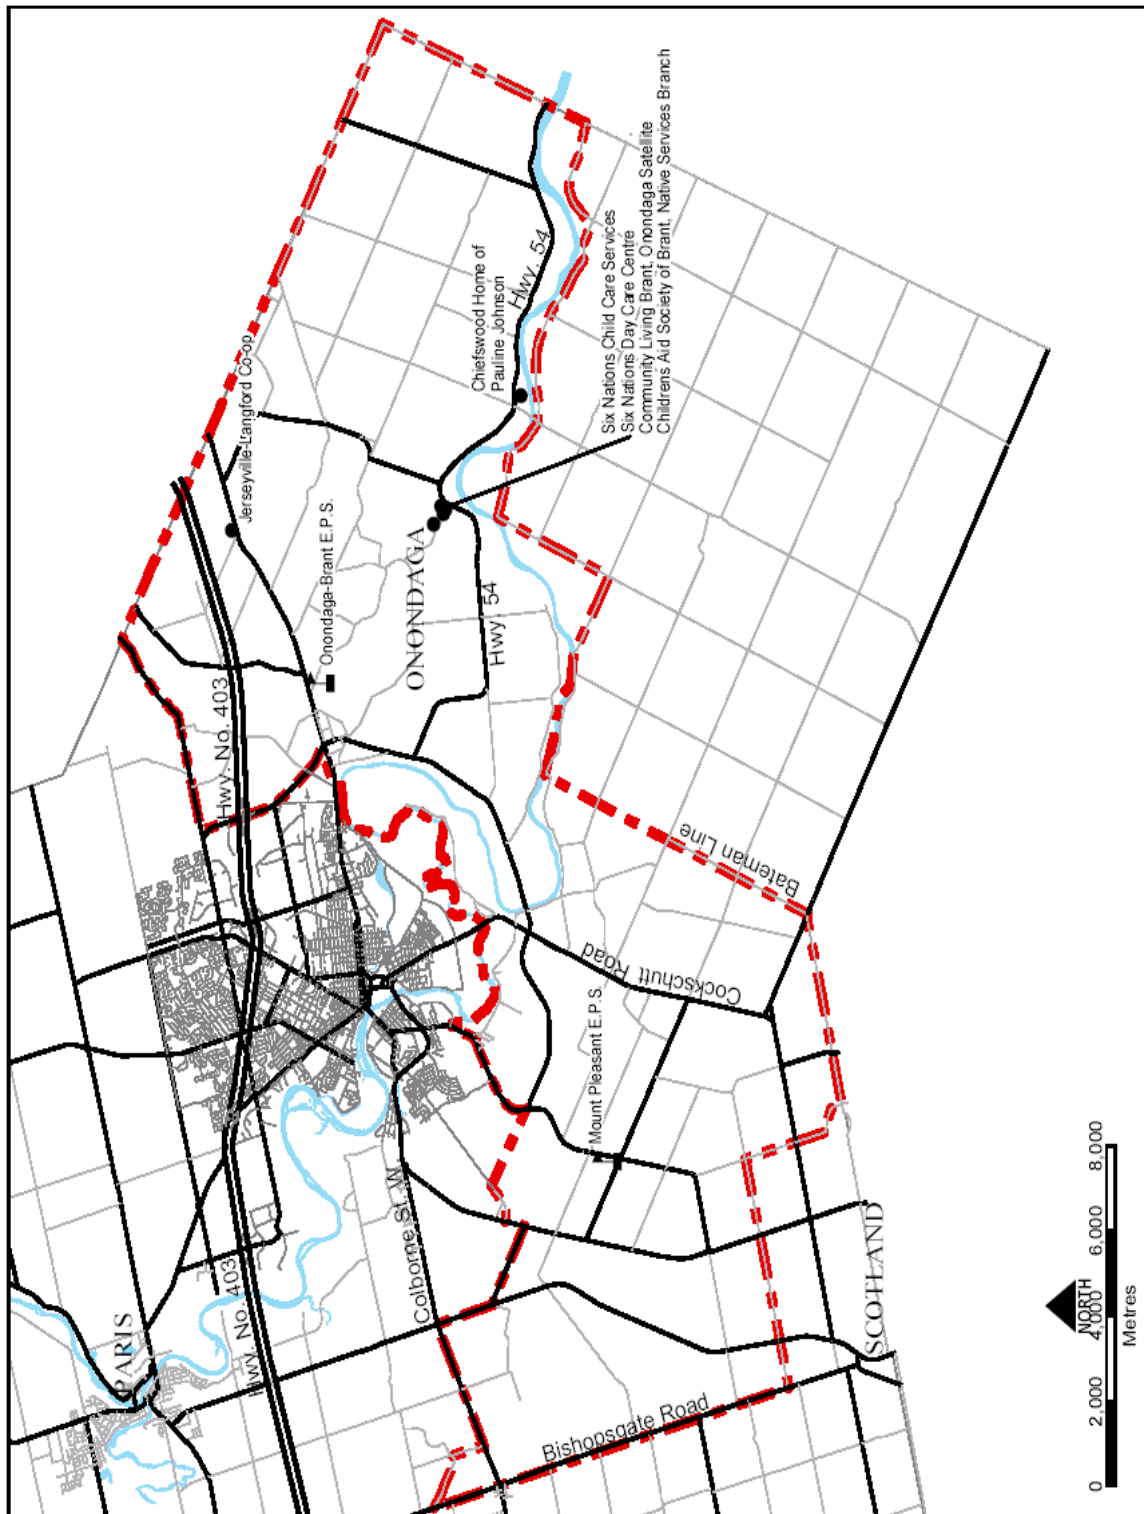 Jerseyville-Langford Co-op
Onondaga-Brant E.P.S.
Chiefswood Home of
Pauline Johnson
Hwy. 54
Six Nations Child Care Services
Six Nations Day Care Centre
Community Living Brant, Onondaga Satellite
Childrens Aid Society of Brant, Native Services Branch
ONONDAGA
Hwy. 54
Hwy. No. 403
Bateman Line
Cockschutt Road
Mount Pleasant E.P.S.
Colborne St. W.
Hwy. No. 403
PARIS
SCOTLAND
Bishopsgate Road
NORTH
0 2,000 4,000 6,000 8,000
Metres